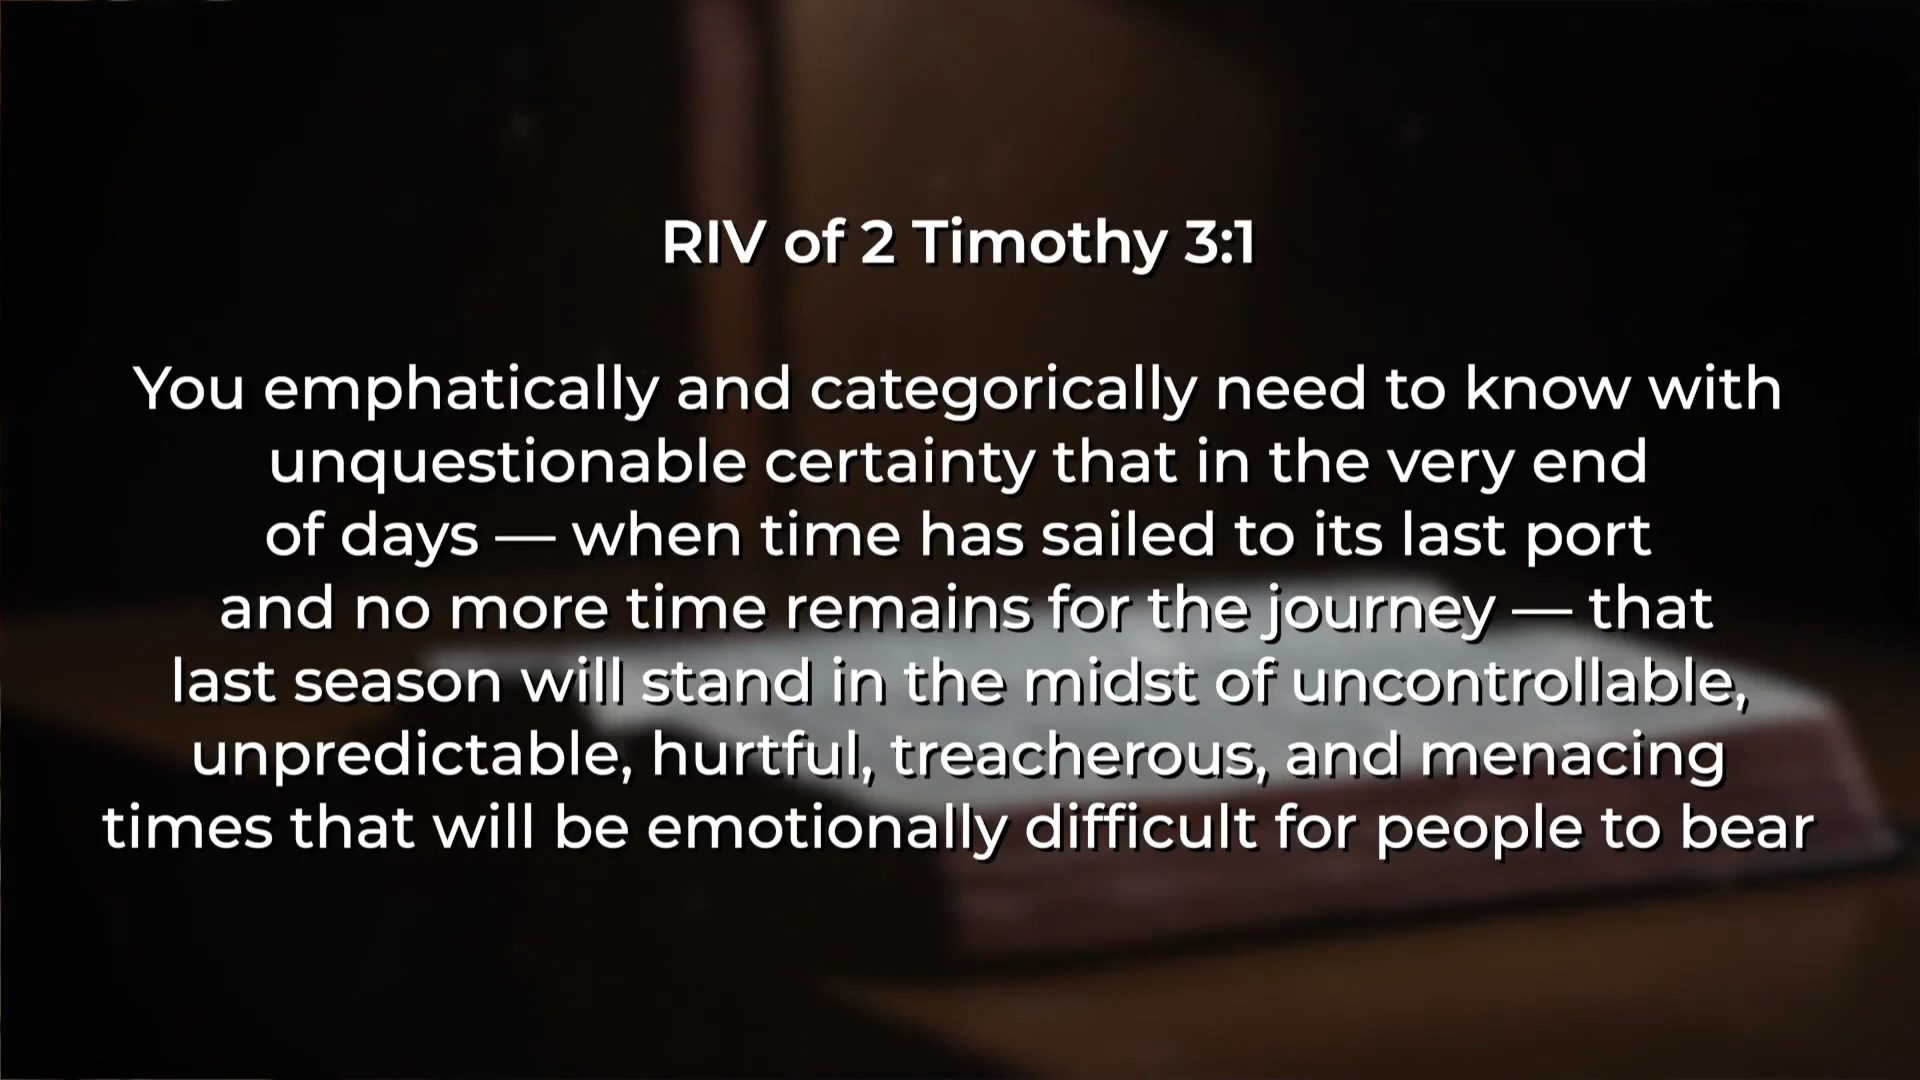 RIV of 2 Timothy 3:1
You emphatically and categorically need to know with
unquestionable certainty that in the very end
of days — when time has sailed to its last port
and no more time remains for the journey — that
last season will stand in the midst of uncontrollable,
unpredictable, hurtful, treacherous, and menacing
times that will be emotionally difficult for people to bear